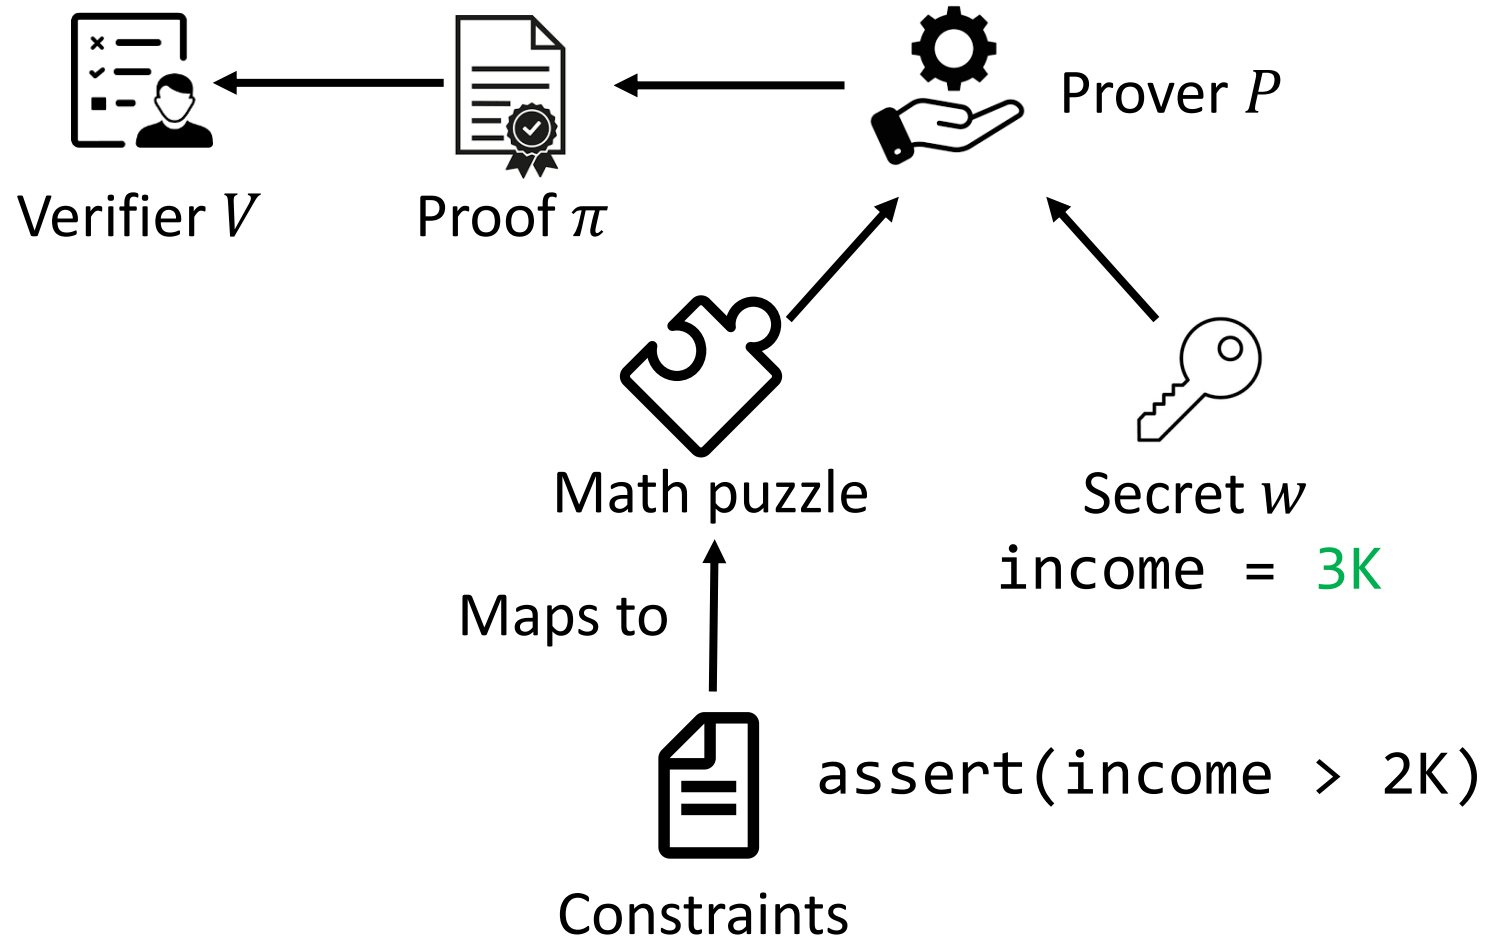 Prover P
Verifier V
Proof π
Math puzzle
Secret w
income = 3K
Maps to
assert(income > 2K)
Constraints